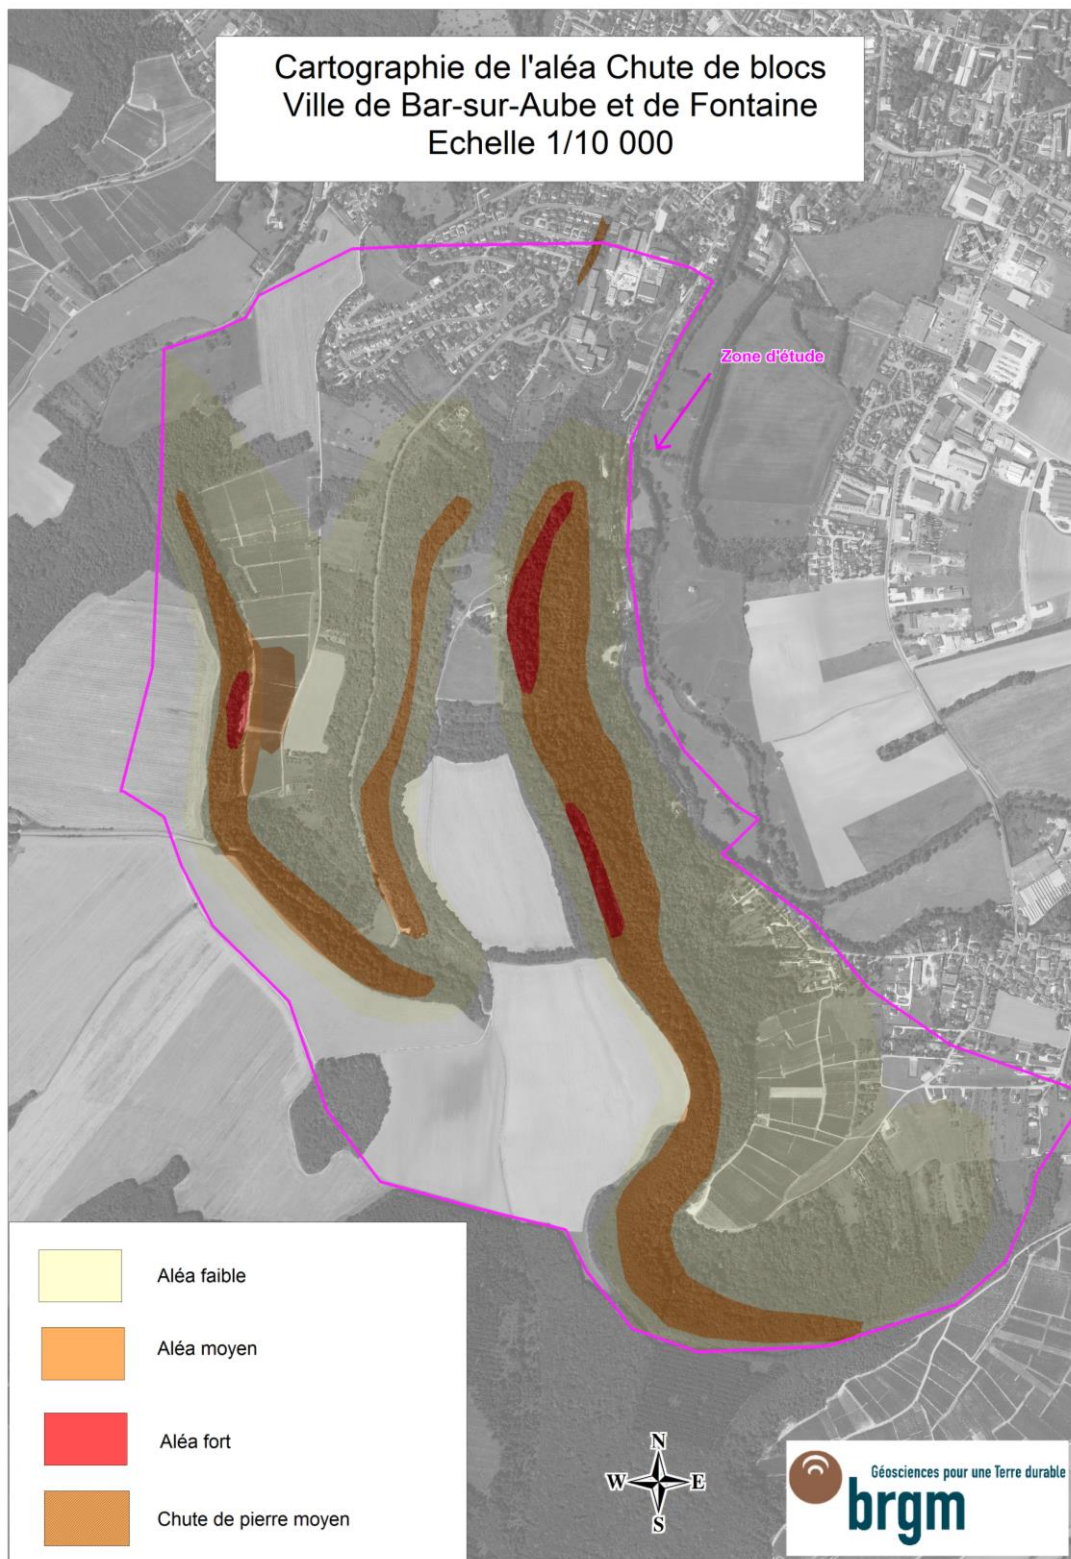 Cartographie de l'aléa Chute de blocs
Ville de Bar-sur-Aube et de Fontaine
Echelle 1/10 000
Zone d'étude
Aléa faible
Aléa moyen
Aléa fort
Chute de pierre moyen
N
W E
S
Géosciences pour une Terre durable
brgm